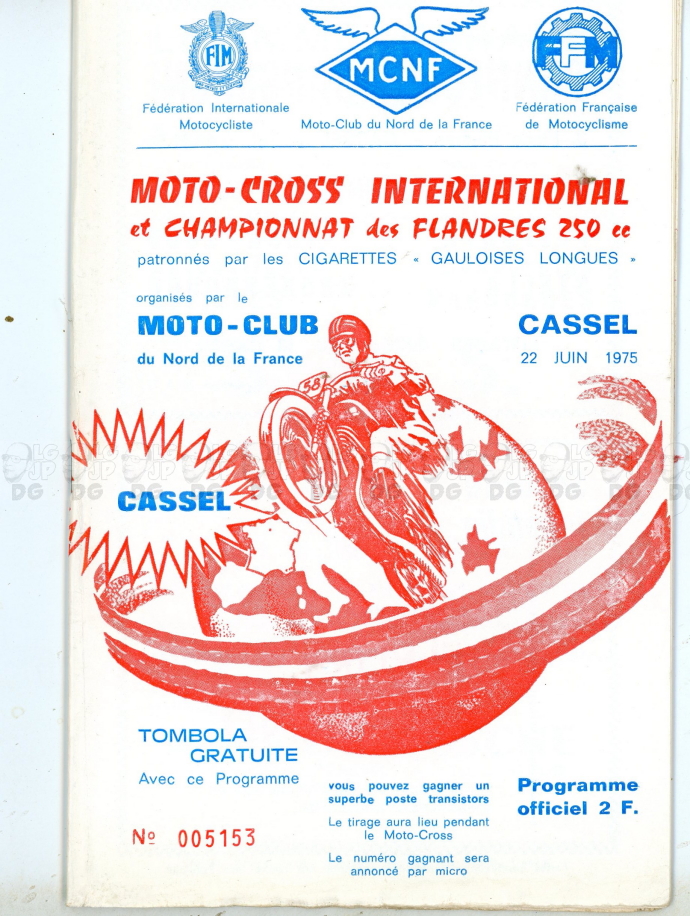 FIM
MCNF
FFM
Fédération Internationale
Motocycliste
Moto-Club du Nord de la France
Fédération Française
de Motocyclisme
MOTO-CROSS INTERNATIONAL
et CHAMPIONNAT des FLANDRES 250 cc
patronnés par les CIGARETTES « GAULOISES LONGUES »
organisés par le
MOTO-CLUB
du Nord de la France
CASSEL
22 JUIN 1975
58
CASSEL
LG
JP
DG
TOMBOLA
GRATUITE
Avec ce Programme
Nº 005153
vous pouvez gagner un
superbe poste transistors
Le tirage aura lieu pendant
le Moto-Cross
Le numéro gagnant sera
annoncé par micro
Programme
officiel 2 F.